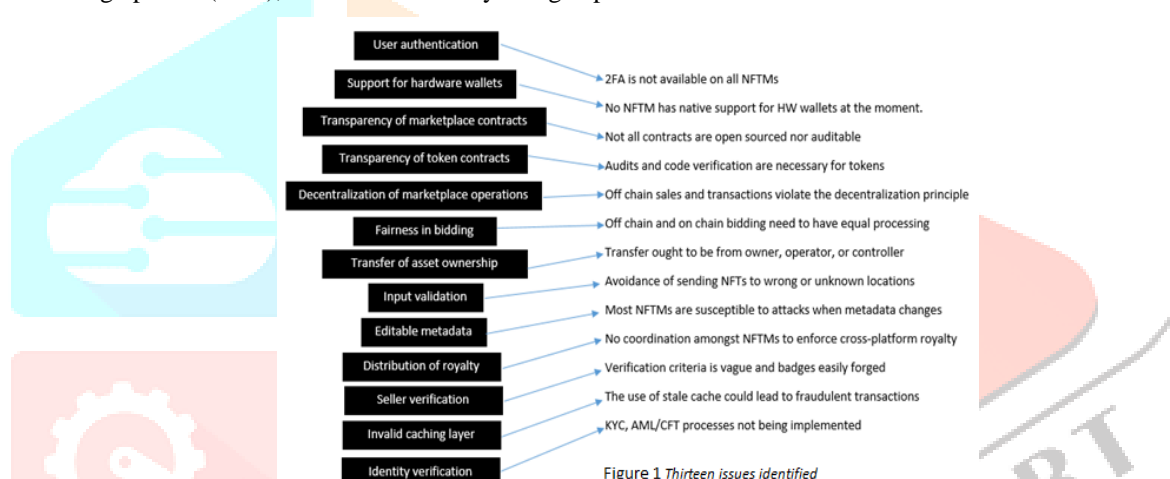 User authentication
2FA is not available on all NFTMs
Support for hardware wallets
No NFTM has native support for HW wallets at the moment.
Transparency of marketplace contracts
Not all contracts are open sourced nor auditable
Transparency of token contracts
Audits and code verification are necessary for tokens
Decentralization of marketplace operations
Off chain sales and transactions violate the decentralization principle
Fairness in bidding
Off chain and on chain bidding need to have equal processing
Transfer of asset ownership
Transfer ought to be from owner, operator, or controller
Input validation
Avoidance of sending NFTs to wrong or unknown locations
Editable metadata
Most NFTMs are susceptible to attacks when metadata changes
Distribution of royalty
No coordination amongst NFTMs to enforce cross-platform royalty
Seller verification
Verification criteria is vague and badges easily forged
Invalid caching layer
The use of stale cache could lead to fraudulent transactions
Identity verification
KYC, AML/CFT processes not being implemented
Figure 1 Thirteen issues identified